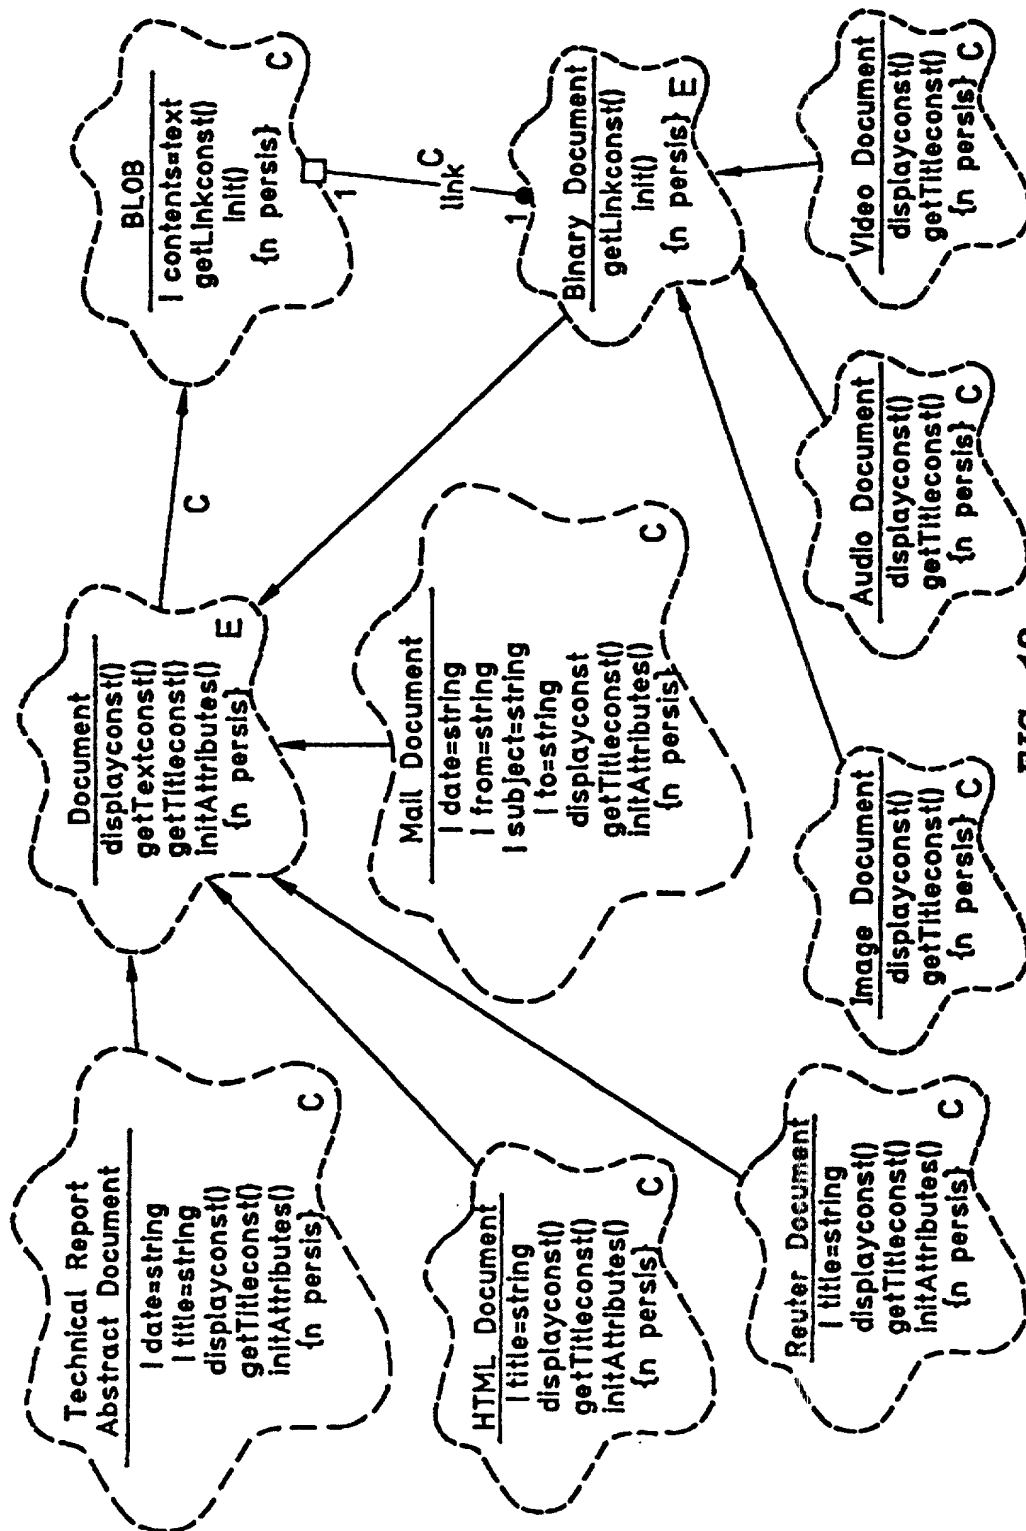 Technical Report
Abstract Document
| date=string
| title=string
displayconst()
getTitleconst()
initAttributes()
{n persis}
C
Document
displayconst()
getTextconst()
getTitleconst()
initAttributes()
{n persis}
E
C
BLOB
| contents=text
getLinkconst()
init()
{n persis}
C
1
C
link
1
HTML Document
| title=string
displayconst()
getTitleconst()
initAttributes()
{n persis}
C
Mail Document
| date=string
| from=string
| subject=string
| to=string
displayconst
getTitleconst()
initAttributes()
{n persis}
C
Binary Document
getLinkconst()
init()
{n persis} E
Reuter Document
| title=string
displayconst()
getTitleconst()
initAttributes()
{n persis}
C
Image Document
displayconst()
getTitleconst()
{n persis} C
Audio Document
displayconst()
getTitleconst()
{n persis} C
Video Document
displayconst()
getTitleconst()
{n persis} C